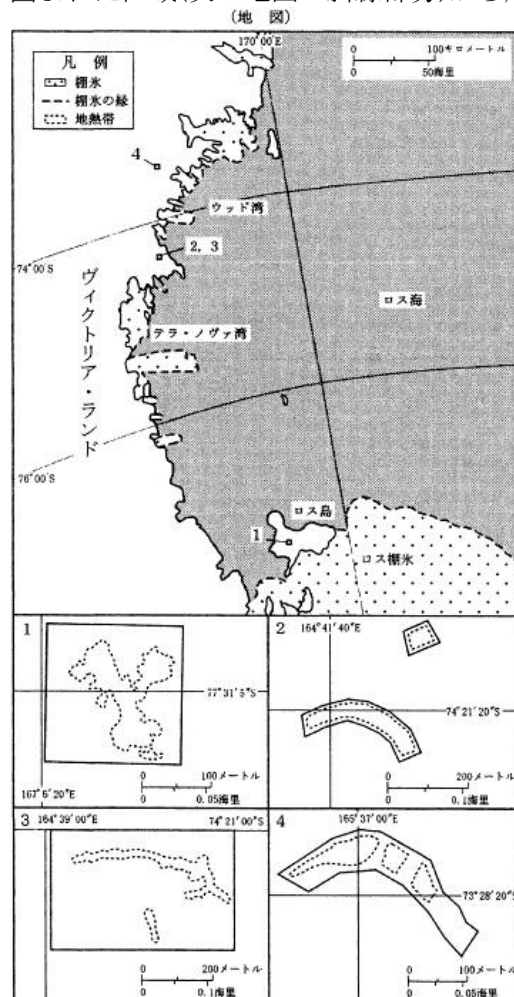 (地 図)
170°00′E
0 100キロメートル
0 50海里
凡 例
棚氷
棚氷の縁
地熱帯
4
ウッド湾
2, 3
74°00′S
ヴィクトリア・ランド
ロス海
テラ・ノヴァ湾
76°00′S
ロス島
1
ロス棚氷
1
77°31′5″S
167°6′20″E
0 100メートル
0 0.05海里
2
164°41′40″E
74°21′20″S
0 200メートル
0 0.1海里
3
164°39′00″E
74°21′00″S
0 200メートル
0 0.1海里
4
165°37′00″E
73°28′20″S
0 100メートル
0 0.05海里